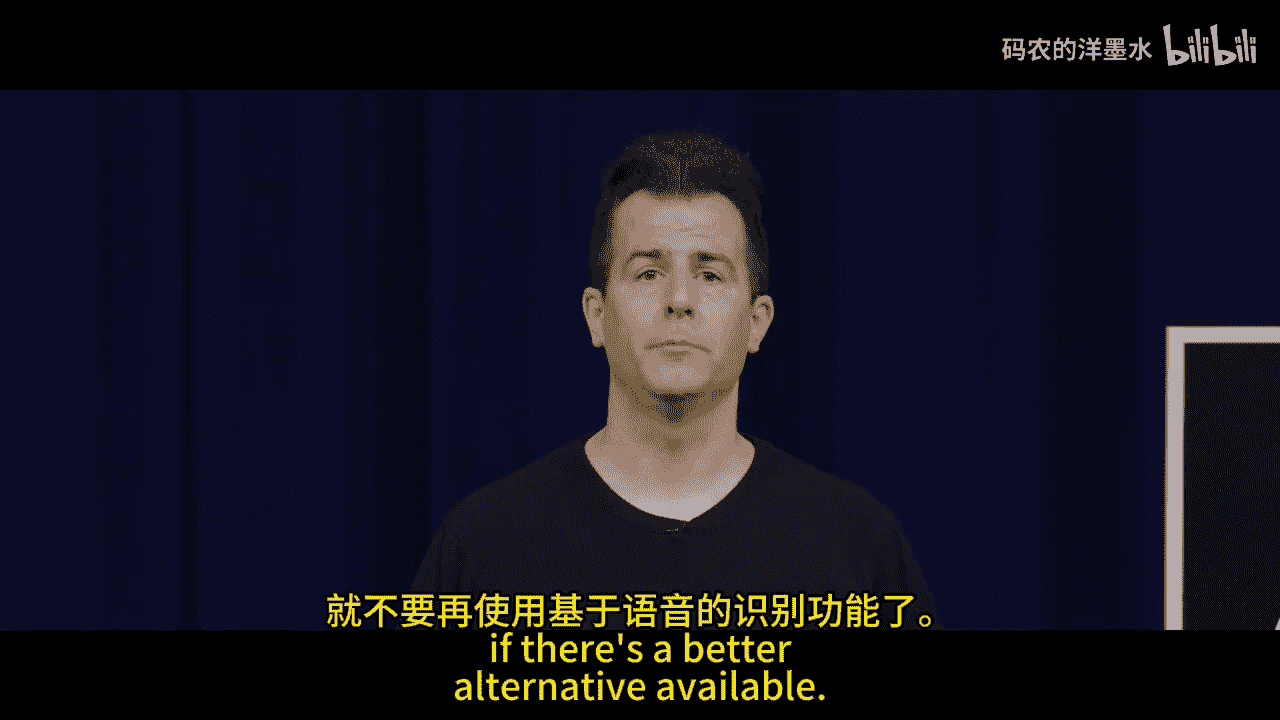 码农的洋墨水 bilibili
就不要再使用基于语音的识别功能了。
if there's a better
alternative available.